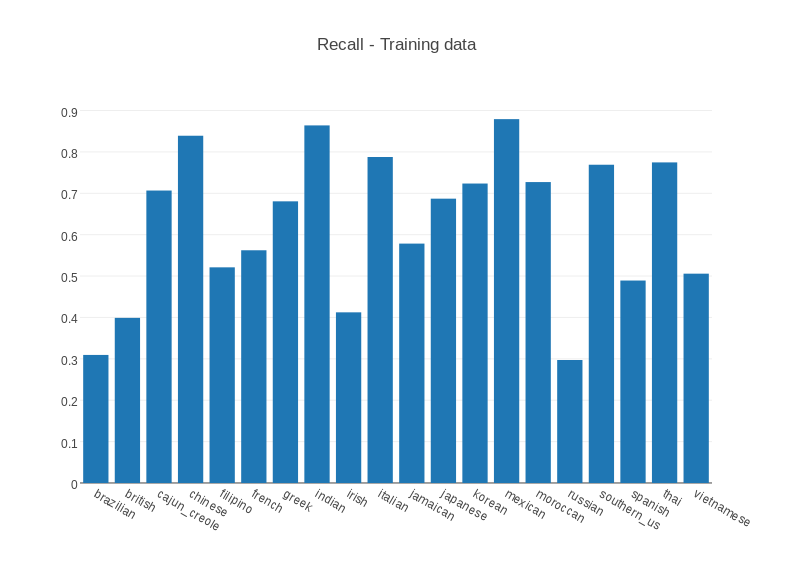 Recall - Training data
0.9
0.8
0.7
0.6
0.5
0.4
0.3
0.2
0.1
0
brazilian
british
cajun_creole
chinese
filipino
french
greek
indian
irish
italian
jamaican
japanese
korean
mexican
moroccan
russian
southern_us
spanish
thai
vietnamese